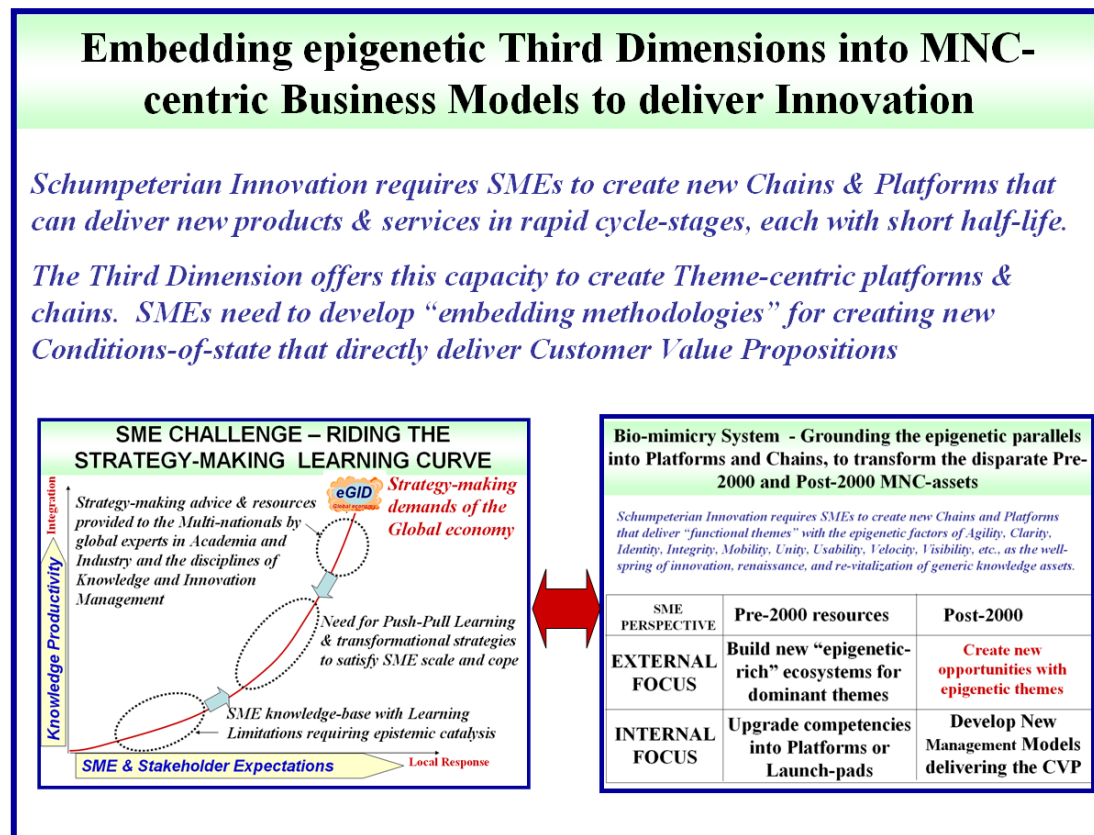 Embedding epigenetic Third Dimensions into MNC-
centric Business Models to deliver Innovation
Schumpeterian Innovation requires SMEs to create new Chains & Platforms that
can deliver new products & services in rapid cycle-stages, each with short half-life.
The Third Dimension offers this capacity to create Theme-centric platforms &
chains. SMEs need to develop “embedding methodologies” for creating new
Conditions-of-state that directly deliver Customer Value Propositions
SME CHALLENGE – RIDING THE
STRATEGY-MAKING LEARNING CURVE
Integration
Knowledge Productivity
Strategy-making advice & resources
provided to the Multi-nationals by
global experts in Academia and
Industry and the disciplines of
Knowledge and Innovation
Management
eGID
Global economy
Strategy-making
demands of the
Global economy
Need for Push-Pull Learning
& transformational strategies
to satisfy SME scale and cope
SME knowledge-base with Learning
Limitations requiring epistemic catalysis
SME & Stakeholder Expectations
Local Response
Bio-mimicry System - Grounding the epigenetic parallels
into Platforms and Chains, to transform the disparate Pre-
2000 and Post-2000 MNC-assets
Schumpeterian Innovation requires SMEs to create new Chains and Platforms
that deliver “functional themes” with the epigenetic factors of Agility, Clarity,
Identity, Integrity, Mobility, Unity, Usability, Velocity, Visibility, etc., as the well-
spring of innovation, renaissance, and re-vitalization of generic knowledge assets.
SME
PERSPECTIVE
Pre-2000 resources
Post-2000
EXTERNAL
FOCUS
Build new “epigenetic-
rich” ecosystems for
dominant themes
Create new
opportunities with
epigenetic themes
INTERNAL
FOCUS
Upgrade competencies
into Platforms or
Launch-pads
Develop New
Management Models
delivering the CVP